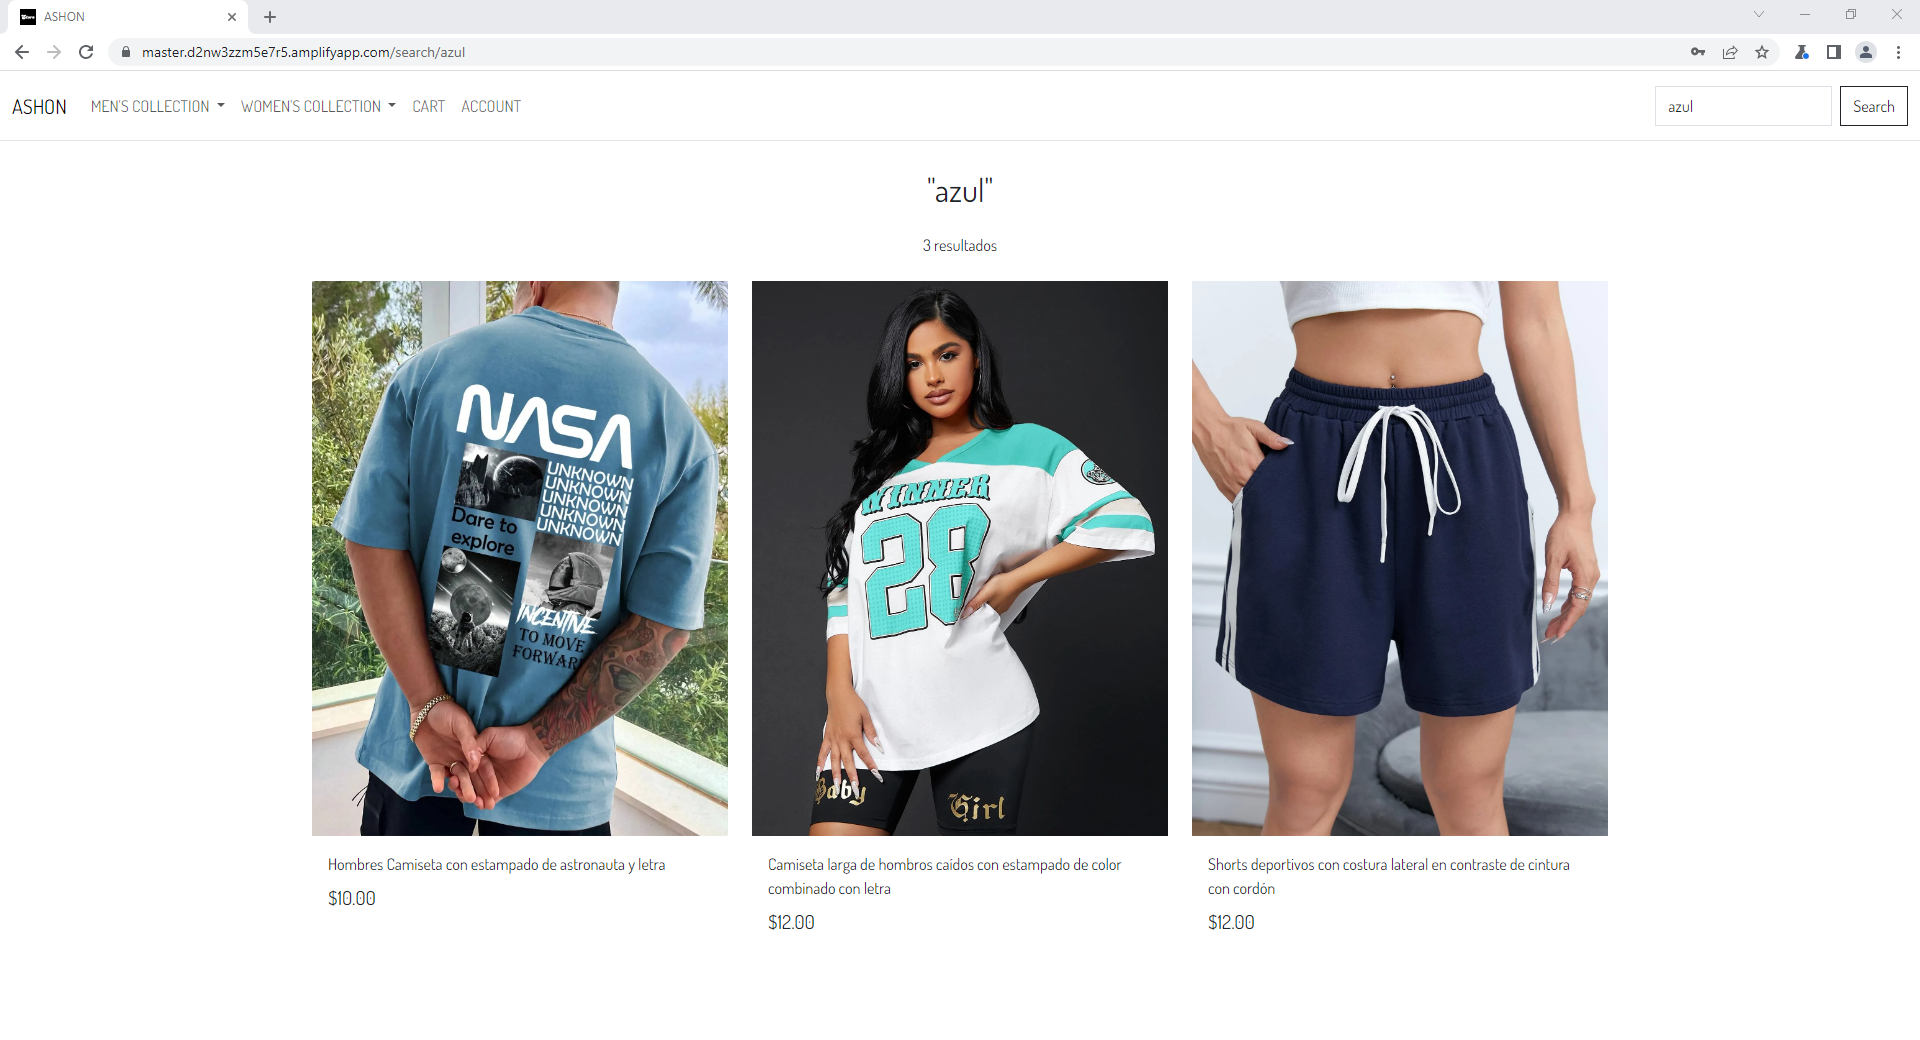 ASHON
master.d2nw3zzm5e7r5.amplifyapp.com/search/azul
ASHON MEN'S COLLECTION WOMEN'S COLLECTION CART ACCOUNT azul Search
"azul"
3 resultados
NASA
UNKNOWN
UNKNOWN
UNKNOWN
UNKNOWN
UNKNOWN
Dare to
explore
INCENTIVE
TO MOVE
FORWARD
WINNER
28
Baby Girl
Hombres Camiseta con estampado de astronauta y letra
$10.00
Camiseta larga de hombros caídos con estampado de color
combinado con letra
$12.00
Shorts deportivos con costura lateral en contraste de cintura
con cordón
$12.00